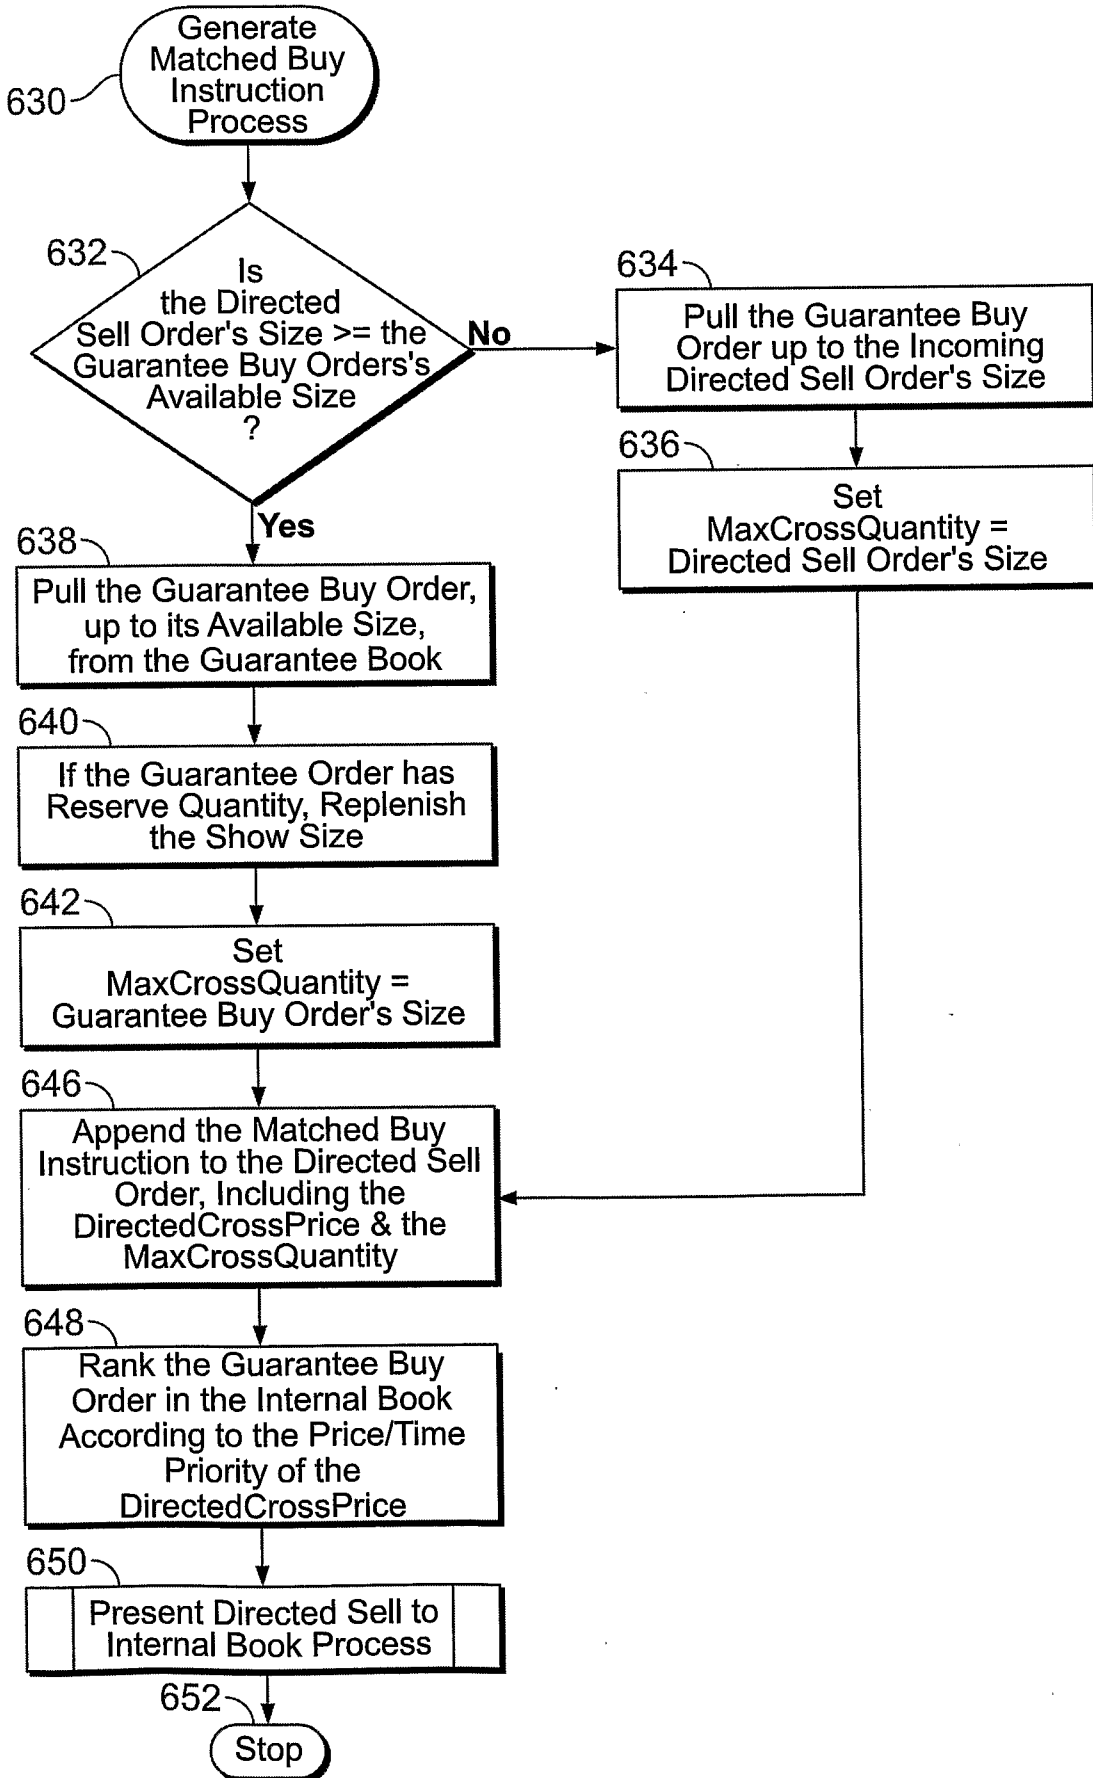 Generate
Matched Buy
Instruction
Process
630
632
Is
the Directed
Sell Order's Size >= the
Guarantee Buy Orders's
Available Size
?
No
634
Pull the Guarantee Buy
Order up to the Incoming
Directed Sell Order's Size
636
Set
MaxCrossQuantity =
Directed Sell Order's Size
Yes
638
Pull the Guarantee Buy Order,
up to its Available Size,
from the Guarantee Book
640
If the Guarantee Order has
Reserve Quantity, Replenish
the Show Size
642
Set
MaxCrossQuantity =
Guarantee Buy Order's Size
646
Append the Matched Buy
Instruction to the Directed Sell
Order, Including the
DirectedCrossPrice & the
MaxCrossQuantity
648
Rank the Guarantee Buy
Order in the Internal Book
According to the Price/Time
Priority of the
DirectedCrossPrice
650
Present Directed Sell to
Internal Book Process
652
Stop